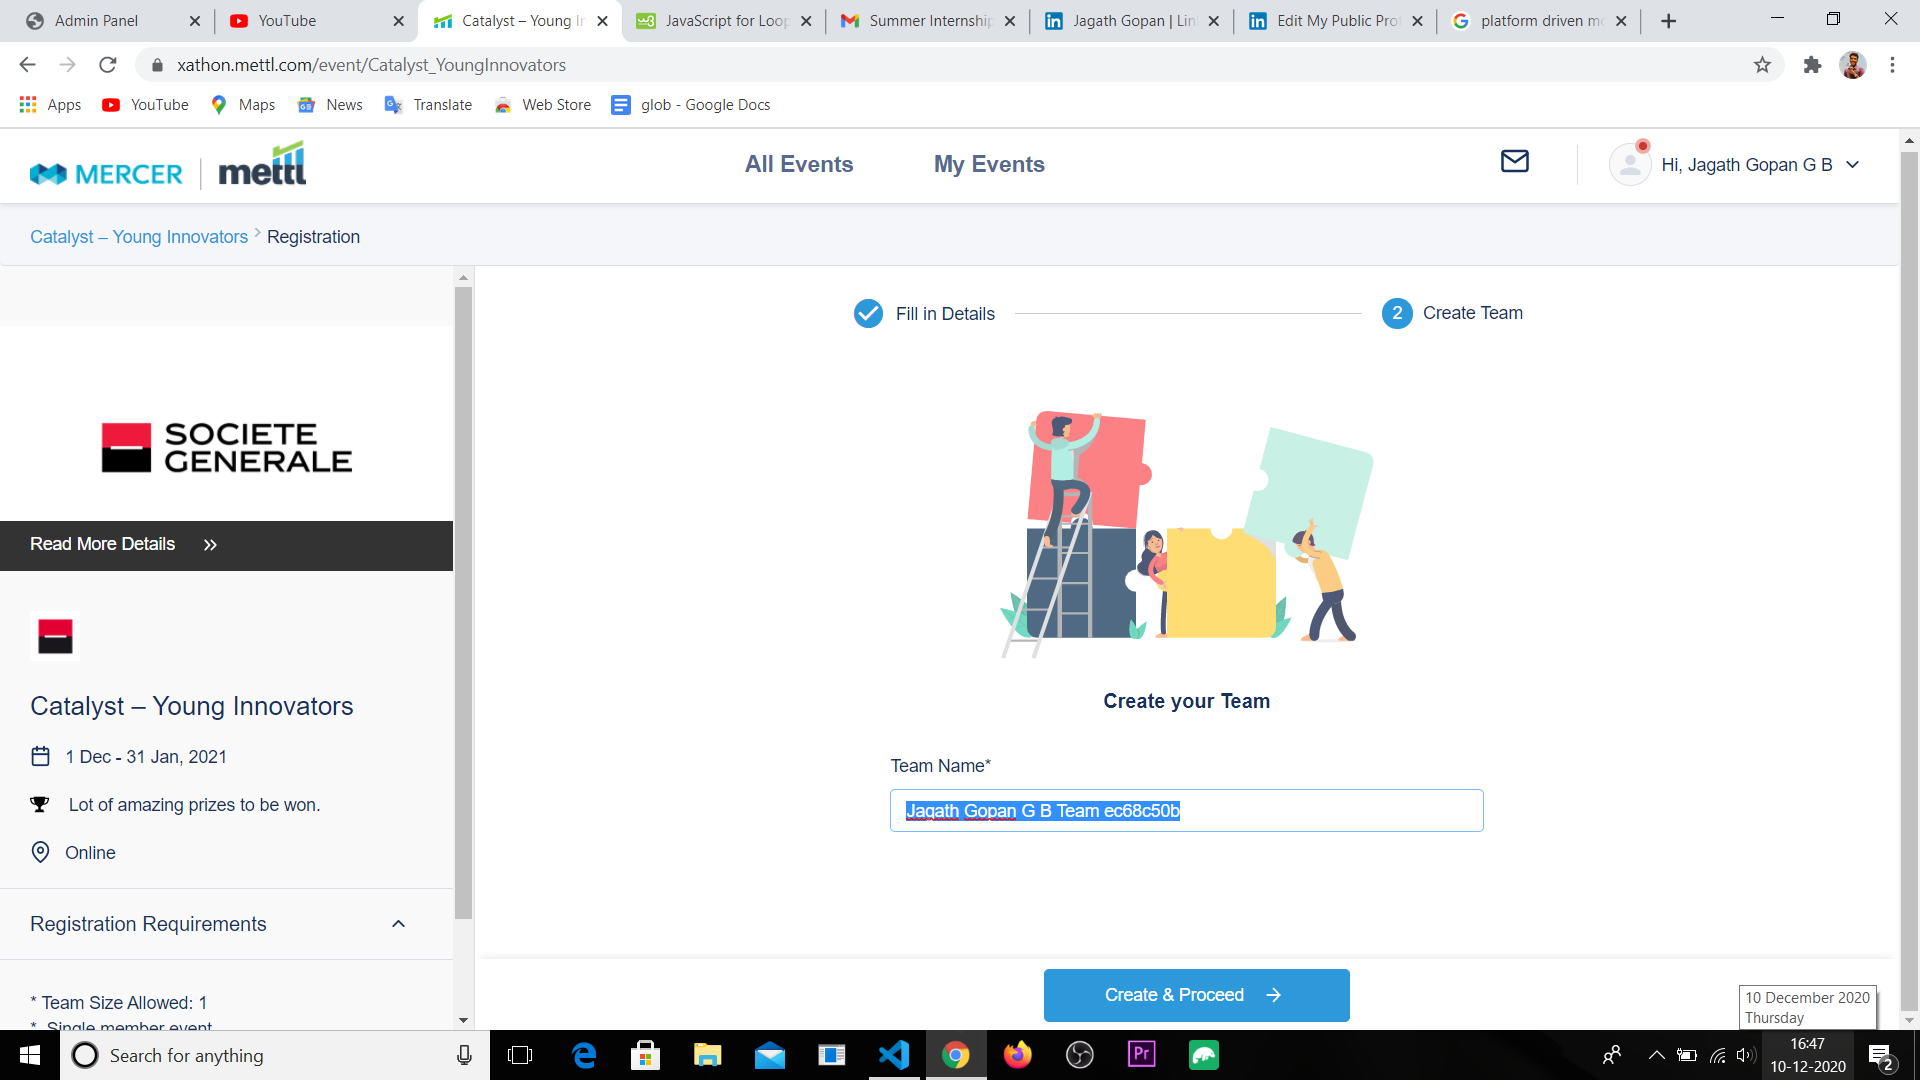 Admin Panel
YouTube
Catalyst – Young In
JavaScript for Loop
Summer Internship
Jagath Gopan | Lin
Edit My Public Prof
platform driven mo
xathon.mettl.com/event/Catalyst_YoungInnovators
Apps
YouTube
Maps
News
Translate
Web Store
glob - Google Docs
MERCER
mettl
All Events
My Events
Hi, Jagath Gopan G B
Catalyst – Young Innovators
Registration
Fill in Details
2
Create Team
SOCIETE
GENERALE
Read More Details
Catalyst – Young Innovators
1 Dec - 31 Jan, 2021
Lot of amazing prizes to be won.
Online
Registration Requirements
* Team Size Allowed: 1
* Single member event
Create your Team
Team Name*
Jagath Gopan G B Team ec68c50b
Create & Proceed
10 December 2020
Thursday
Search for anything
Pr
16:47
10-12-2020
2